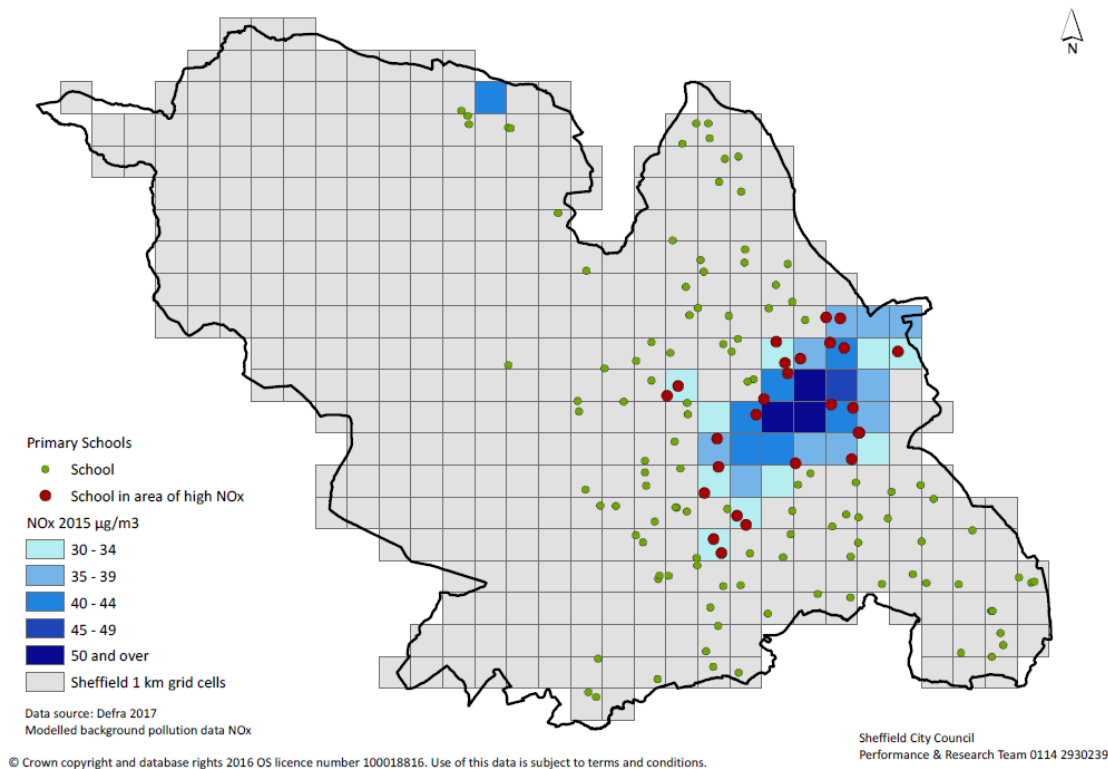 N
Primary Schools
School
School in area of high NOx
NOx 2015 µg/m3
30 - 34
35 - 39
40 - 44
45 - 49
50 and over
Sheffield 1 km grid cells
Data source: Defra 2017
Modelled background pollution data NOx
Sheffield City Council
Performance & Research Team 0114 2930239
© Crown copyright and database rights 2016 OS licence number 100018816. Use of this data is subject to terms and conditions.